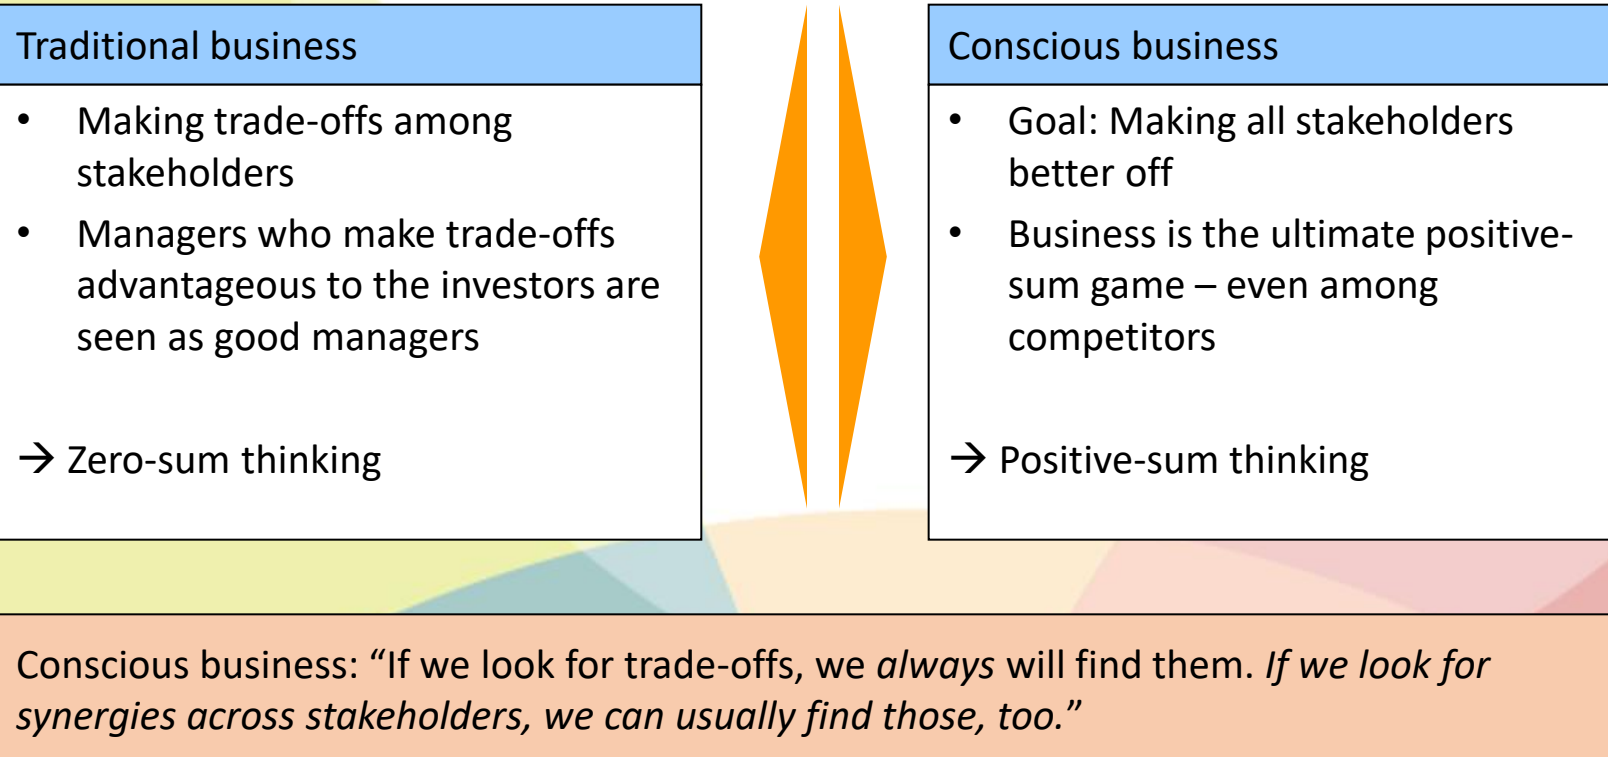 Traditional business
• Making trade-offs among
stakeholders
• Managers who make trade-offs
advantageous to the investors are
seen as good managers
→ Zero-sum thinking
Conscious business
• Goal: Making all stakeholders
better off
• Business is the ultimate positive-
sum game – even among
competitors
→ Positive-sum thinking
Conscious business: “If we look for trade-offs, we always will find them. If we look for
synergies across stakeholders, we can usually find those, too.”